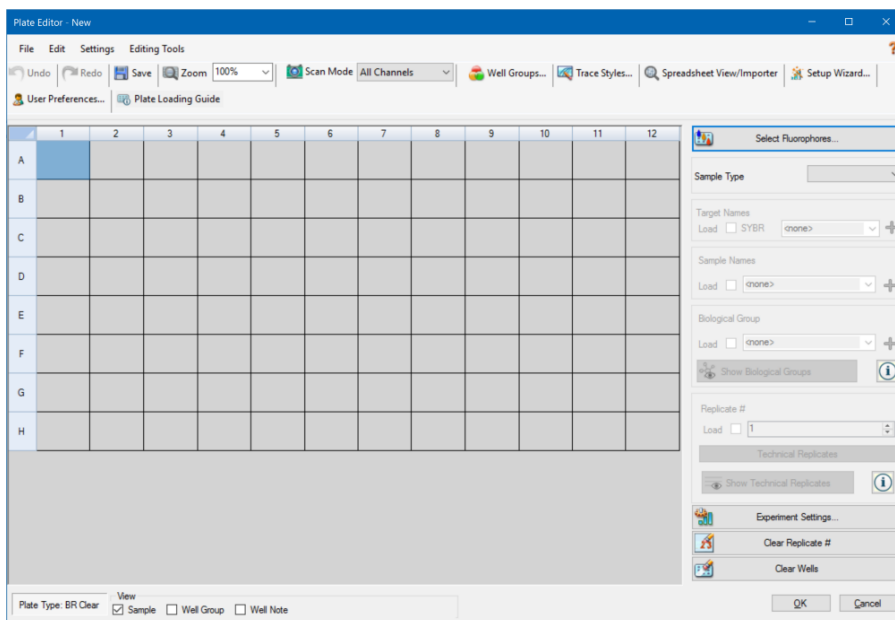 Plate Editor - New
File Edit Settings Editing Tools ?
Undo Redo Save Zoom 100% Scan Mode All Channels Well Groups... Trace Styles... Spreadsheet View/Importer Setup Wizard...
User Preferences... Plate Loading Guide
1 2 3 4 5 6 7 8 9 10 11 12
A
B
C
D
E
F
G
H
Select Fluorophores...
Sample Type
Target Names
Load SYBR <none>
Sample Names
Load <none>
Biological Group
Load <none>
Show Biological Groups
Replicate #
Load 1
Technical Replicates
Show Technical Replicates
Experiment Settings...
Clear Replicate #
Clear Wells
Plate Type: BR Clear View
Sample Well Group Well Note
OK Cancel